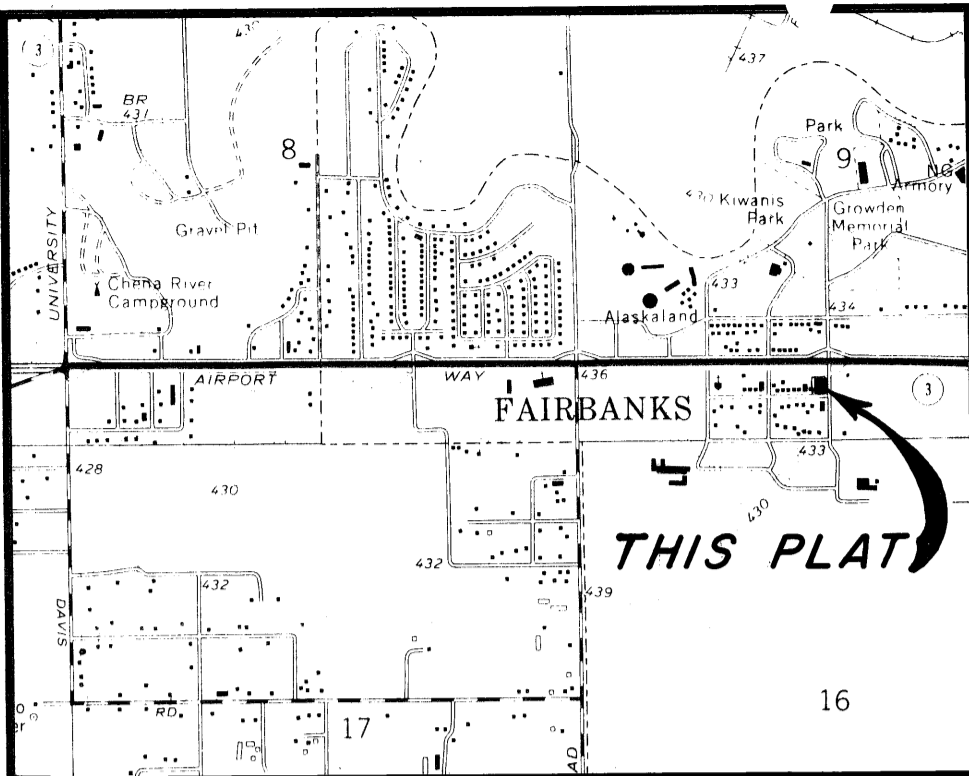 3
438
437
BR
431
8
Park
9
NG
Armory
430 Kiwanis
Park
Growden
Memorial
Park
Gravel Pit
UNIVERSITY
Chena River
Campground
433
434
Alaskaland
AIRPORT
WAY
436
3
FAIRBANKS
433
428
430
430
THIS PLAT
432
432
439
DAVIS
16
RD
17
AD